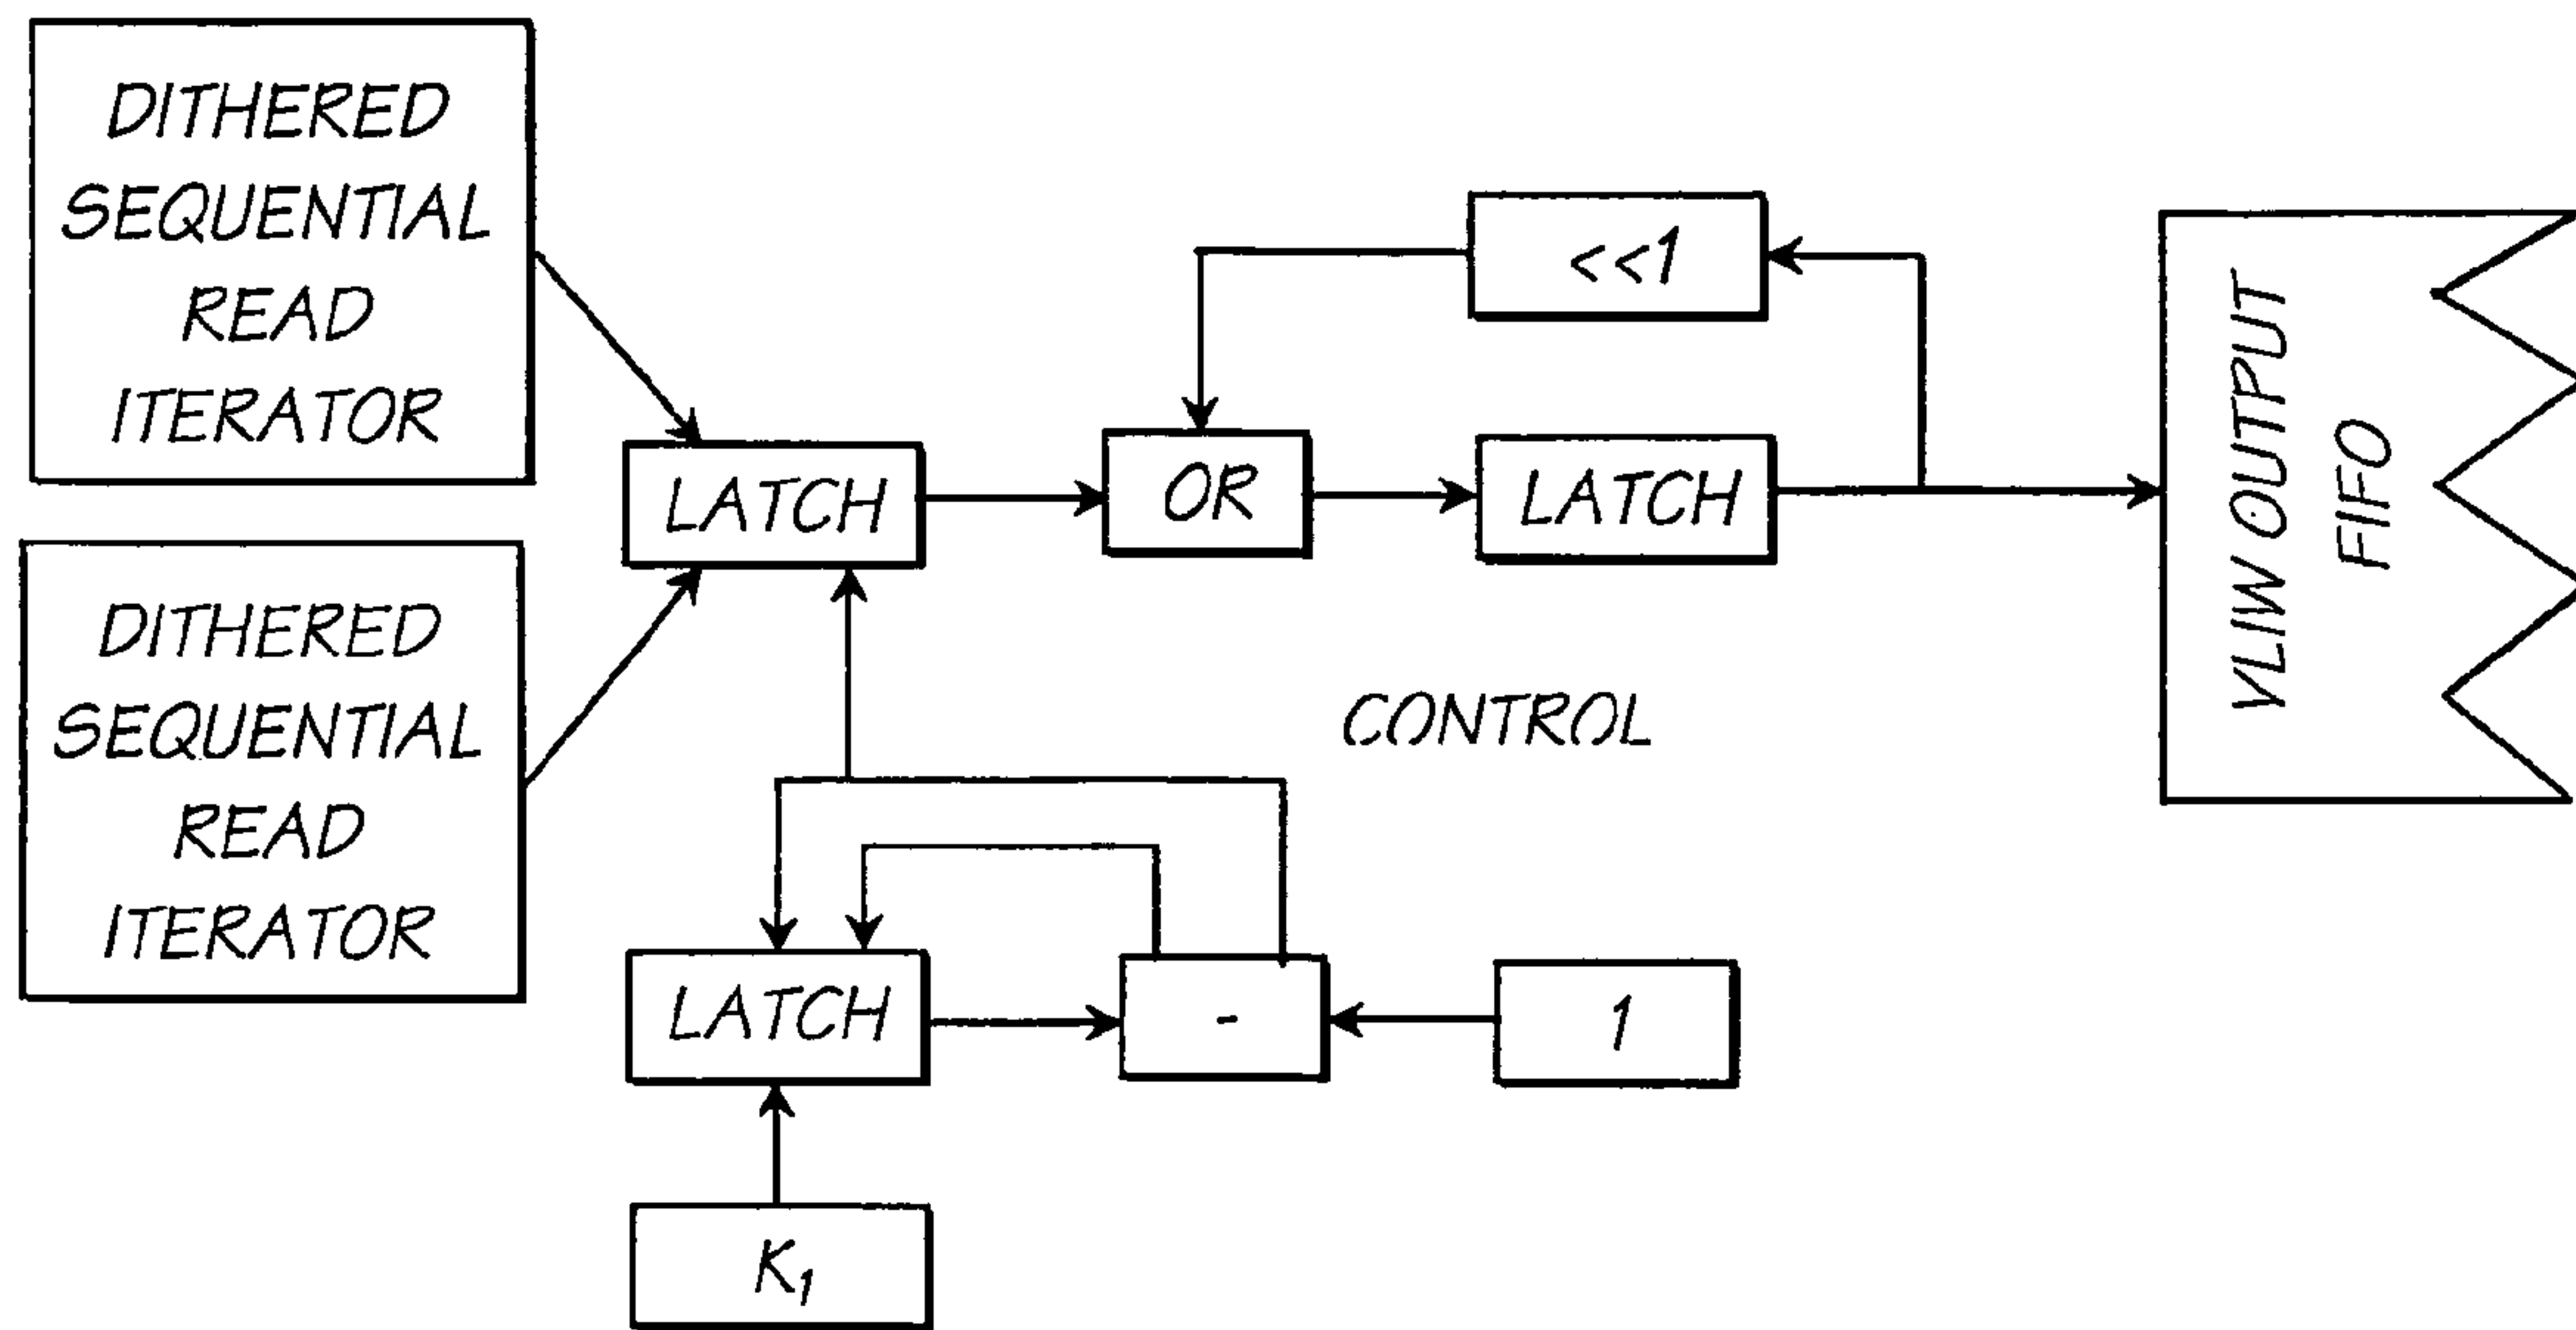 DITHERED
SEQUENTIAL
READ
ITERATOR
DITHERED
SEQUENTIAL
READ
ITERATOR
LATCH
OR
<<1
LATCH
VLIW OUTPUT
FIFO
CONTROL
LATCH
-
1
K₁